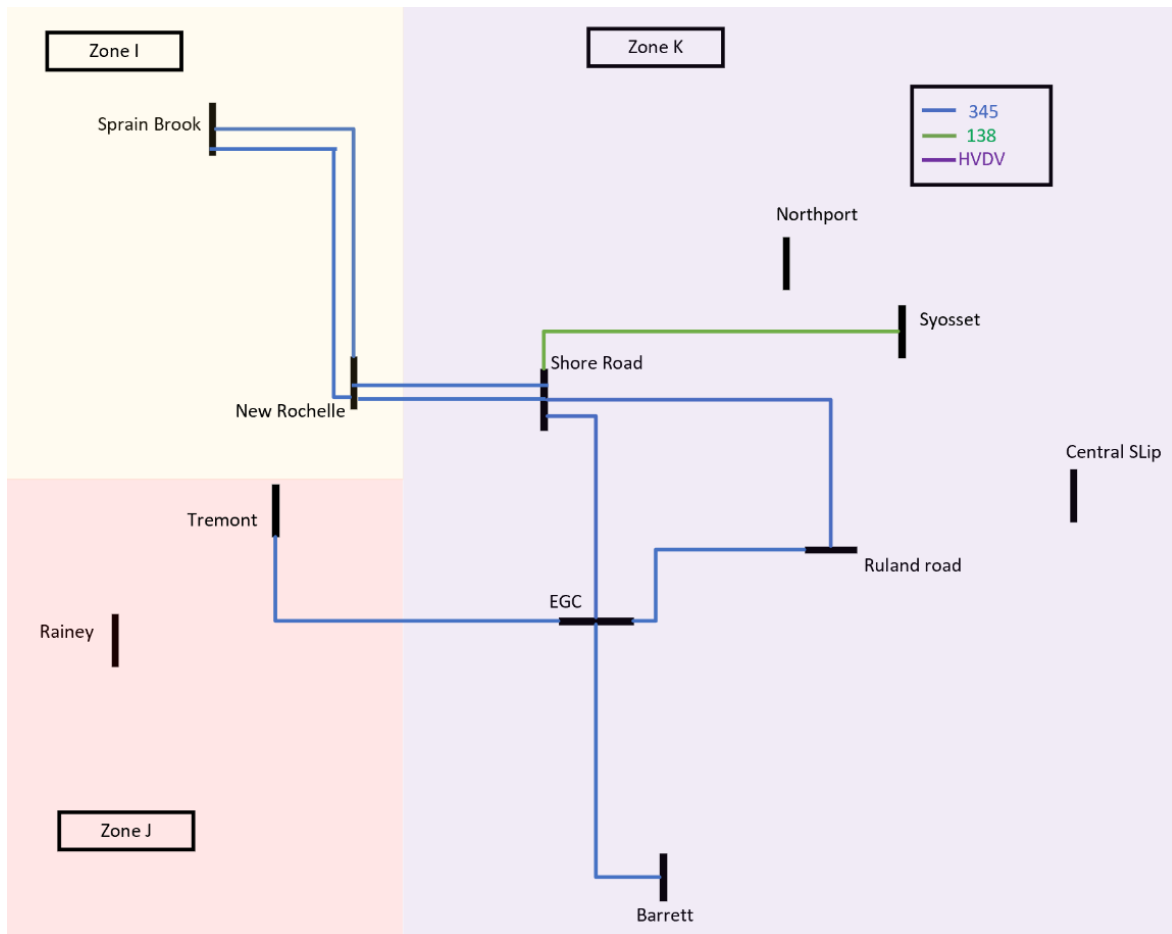 Zone I
Zone K
Sprain Brook
345
138
HVDV
Northport
Syosset
Shore Road
New Rochelle
Central SLip
Tremont
Ruland road
EGC
Rainey
Zone J
Barrett